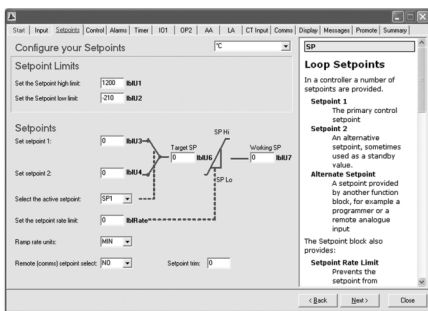 Start Input Setpoints Control Alarms Timer IO1 OP2 AA LA CT Input Comms Display Messages Promote Summary
Configure your Setpoints
°C
Setpoint Limits
Set the Setpoint high limit: 1200 lblU1
Set the Setpoint low limit: -210 lblU2
Setpoints
Set setpoint 1: 0 lblU3
Target SP
0 lblU6
SP Hi
SP Lo
Working SP
0 lblU7
Set setpoint 2: 0 lblU4
Select the active setpoint: SP1
Set the setpoint rate limit: 0 lblRate
Ramp rate units: MIN
Remote (comms) setpoint select: NO
Setpoint trim: 0
SP
Loop Setpoints
In a controller a number of
setpoints are provided.
Setpoint 1
The primary control
setpoint
Setpoint 2
An alternative
setpoint, sometimes
used as a standby
value.
Alternate Setpoint
A setpoint provided
by another function
block, for example a
programmer or a
remote analogue
input
The Setpoint block also
provides:
Setpoint Rate Limit
Prevents the
setpoint from
< Back Next > Close